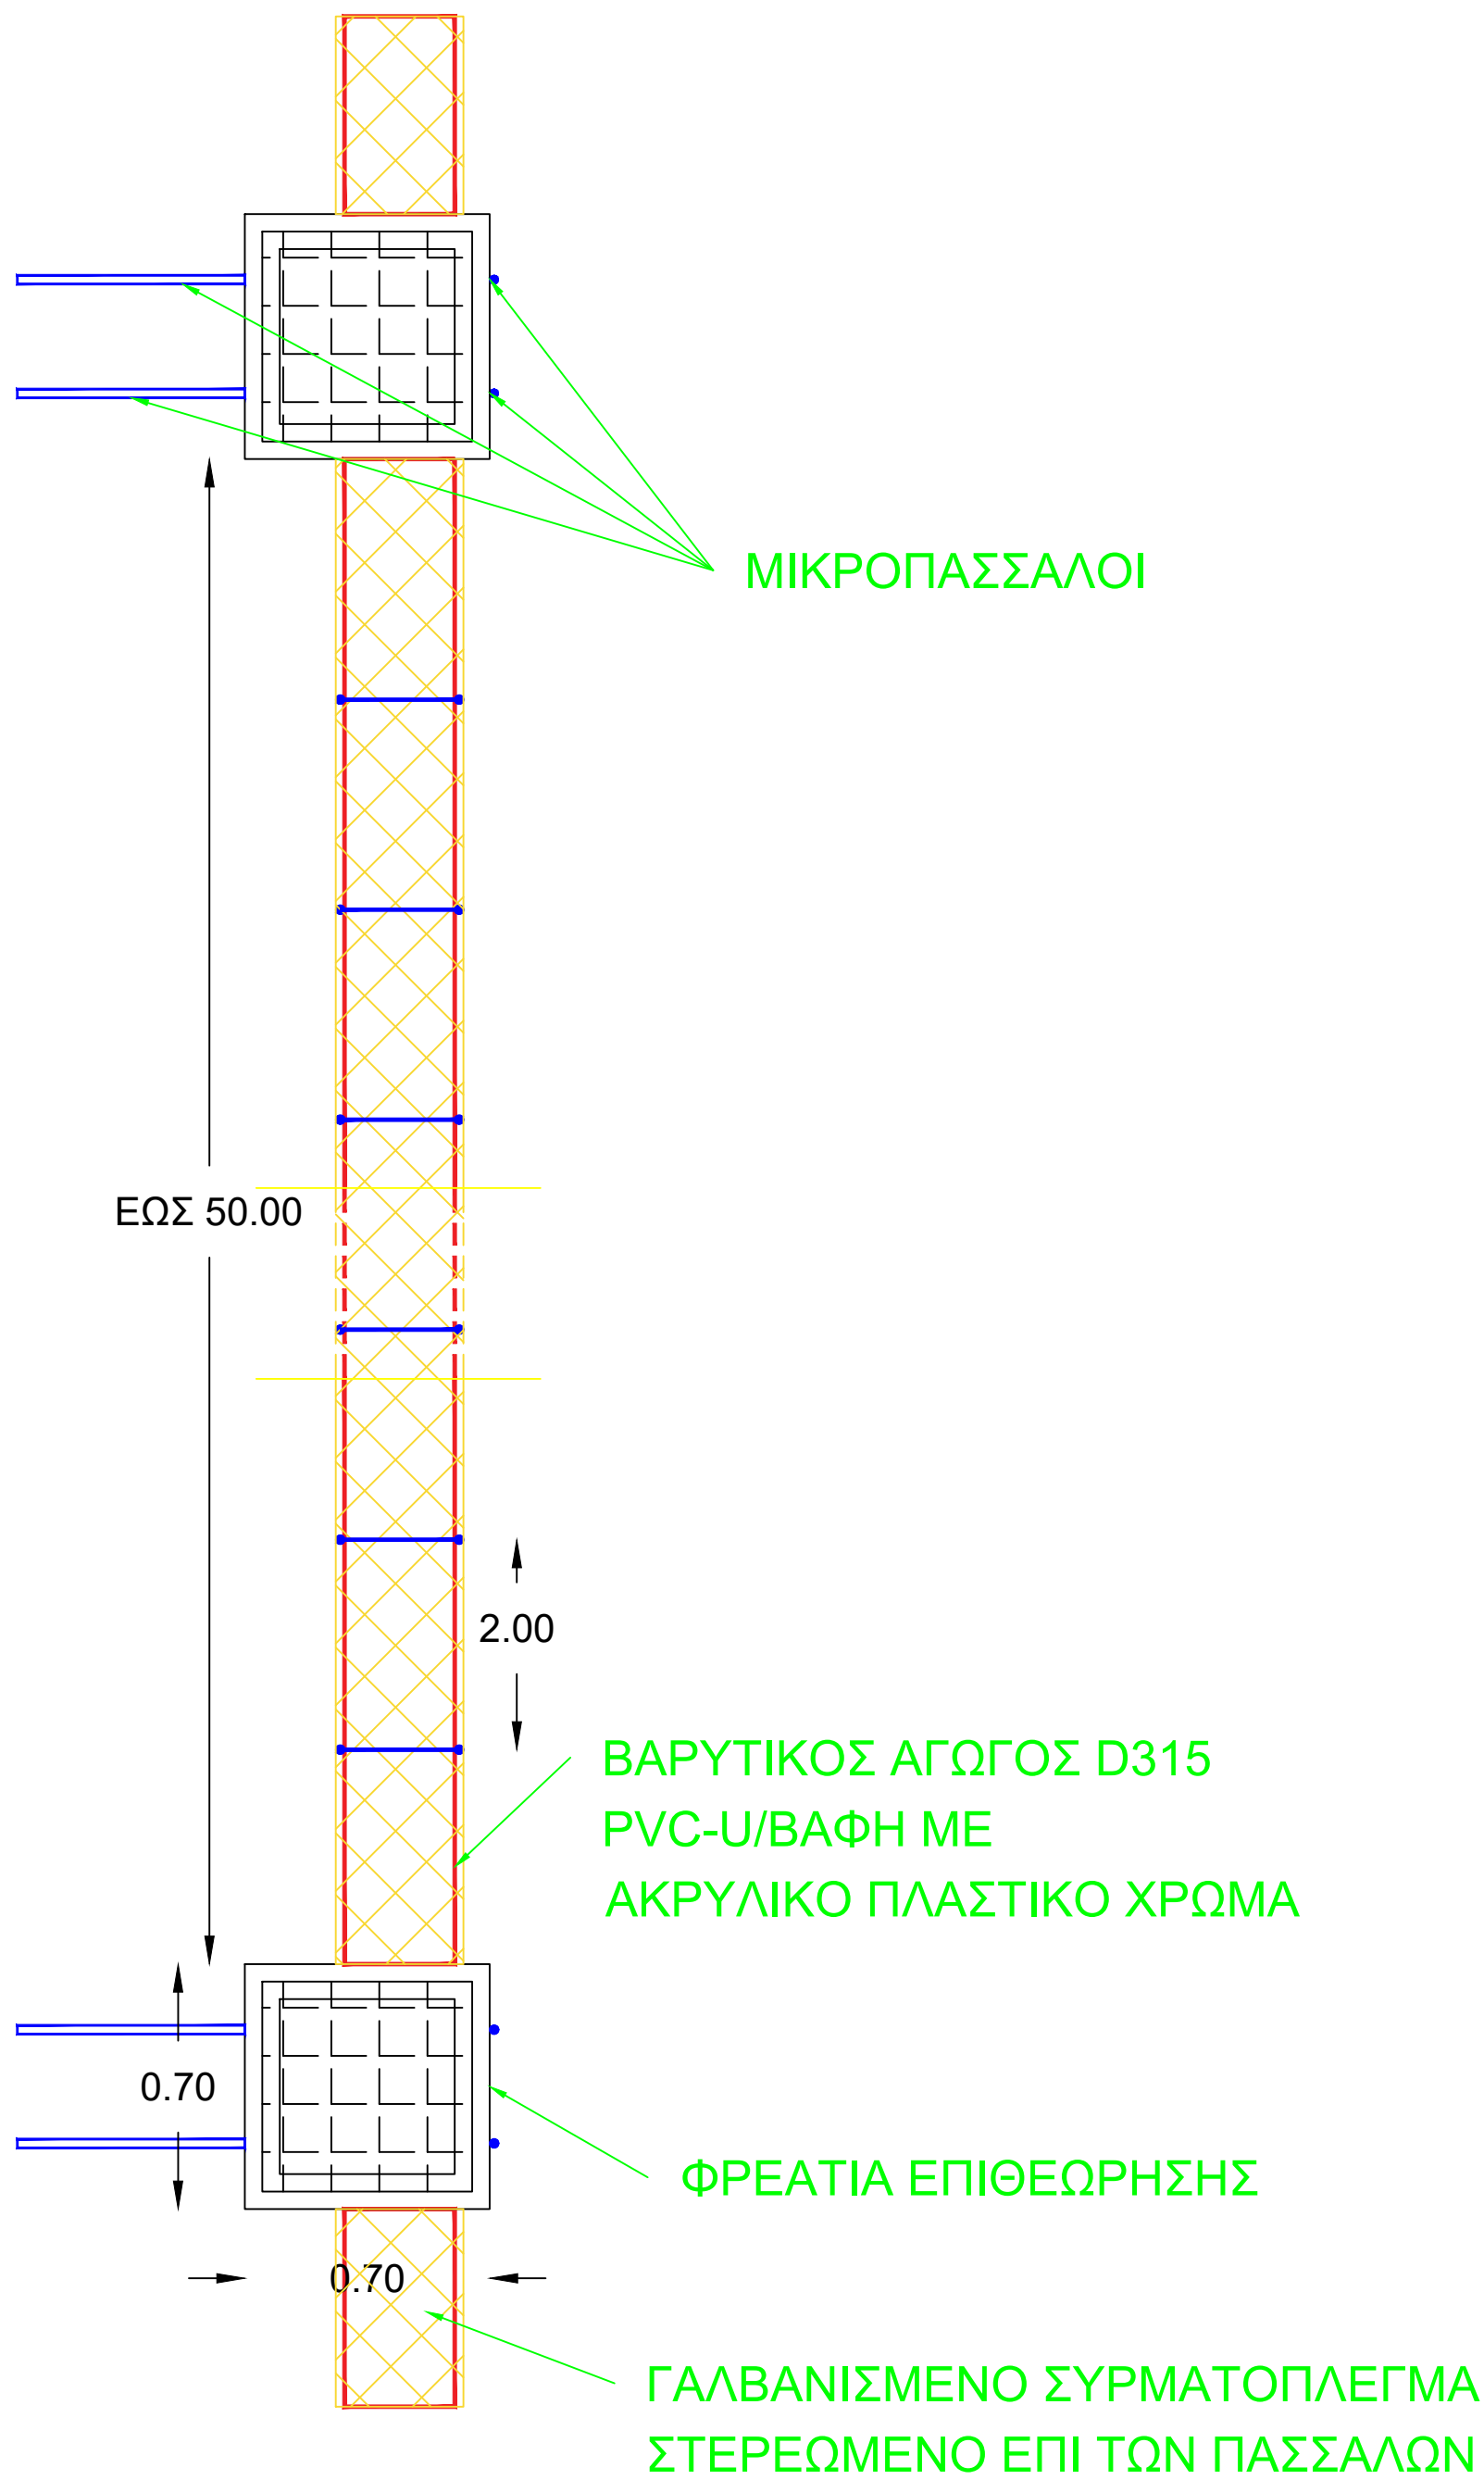 ΜΙΚΡΟΠΑΣΣΑΛΟΙ
ΕΩΣ 50.00
2.00
ΒΑΡΥΤΙΚΟΣ ΑΓΩΓΟΣ D315
PVC-U/ΒΑΦΗ ΜΕ
ΑΚΡΥΛΙΚΟ ΠΛΑΣΤΙΚΟ ΧΡΩΜΑ
0.70
ΦΡΕΑΤΙΑ ΕΠΙΘΕΩΡΗΣΗΣ
0.70
ΓΑΛΒΑΝΙΣΜΕΝΟ ΣΥΡΜΑΤΟΠΛΕΓΜΑ
ΣΤΕΡΕΩΜΕΝΟ ΕΠΙ ΤΩΝ ΠΑΣΣΑΛΩΝ